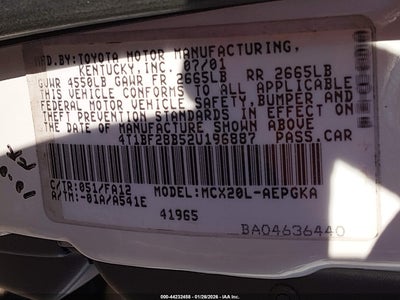 MFD.BY:TOYOTA MOTOR MANUFACTURING,
KENTUCKY,INC. 07/01
GVWR 4550LB GAWR FR 2665LB RR 2665LB
THIS VEHICLE CONFORMS TO ALL APPLICABLE
FEDERAL MOTOR VEHICLE SAFETY,BUMPER AND
THEFT PREVENTION STANDARDS IN EFFECT ON
THE DATE OF MANUFACTURE SHOWN ABOVE
4T1BF28B52U196887 PASS.CAR
C/TR:051/FA12 MODEL:MCX20L-AEPGKA
A/TM:-01A/A541E
41965
BA04636440
000-44232458 - 01/28/2026 - IAA Inc.